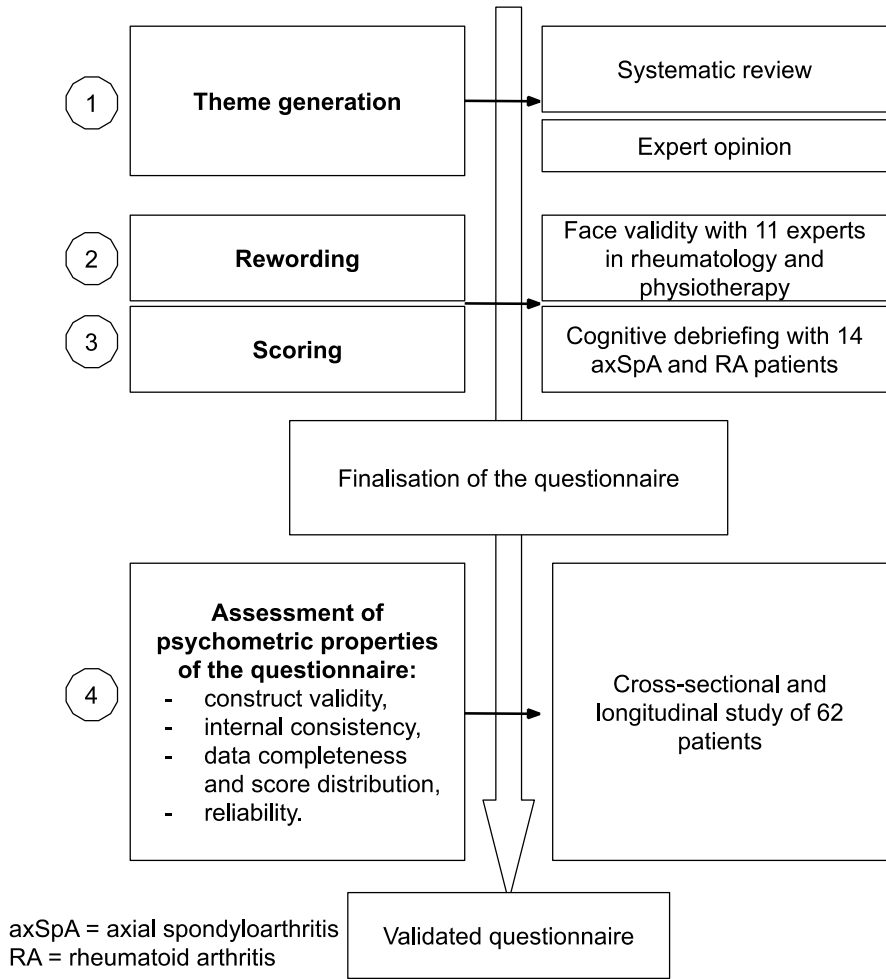 1
Theme generation
Systematic review
Expert opinion
2
Rewording
Face validity with 11 experts
in rheumatology and
physiotherapy
3
Scoring
Cognitive debriefing with 14
axSpA and RA patients
Finalisation of the questionnaire
4
Assessment of
psychometric properties
of the questionnaire:
- construct validity,
- internal consistency,
- data completeness
and score distribution,
- reliability.
Cross-sectional and
longitudinal study of 62
patients
Validated questionnaire
axSpA = axial spondyloarthritis
RA = rheumatoid arthritis